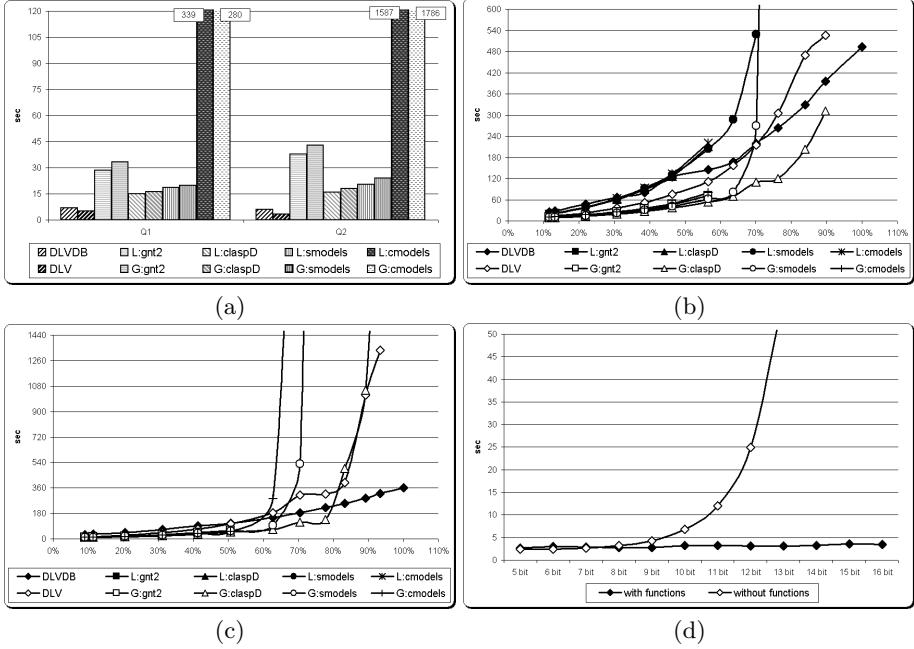 339 280 1587 1786
120
105
90
75
60
45
30
15
0
sec
Q1 Q2
DLVDB L:gnt2 L:claspD L:smodels L:cmodels
DLV G:gnt2 G:claspD G:smodels G:cmodels
(a)
600
540
480
420
360
300
240
180
120
60
0
sec
0% 10% 20% 30% 40% 50% 60% 70% 80% 90% 100% 110%
DLVDB L:gnt2 L:claspD L:smodels L:cmodels
DLV G:gnt2 G:claspD G:smodels G:cmodels
(b)
1440
1260
1080
900
720
540
360
180
0
sec
0% 10% 20% 30% 40% 50% 60% 70% 80% 90% 100% 110%
DLVDB L:gnt2 L:claspD L:smodels L:cmodels
DLV G:gnt2 G:claspD G:smodels G:cmodels
(c)
50
45
40
35
30
25
20
15
10
5
0
sec
5 bit 6 bit 7 bit 8 bit 9 bit 10 bit 11 bit 12 bit 13 bit 14 bit 15 bit 16 bit
with functions without functions
(d)